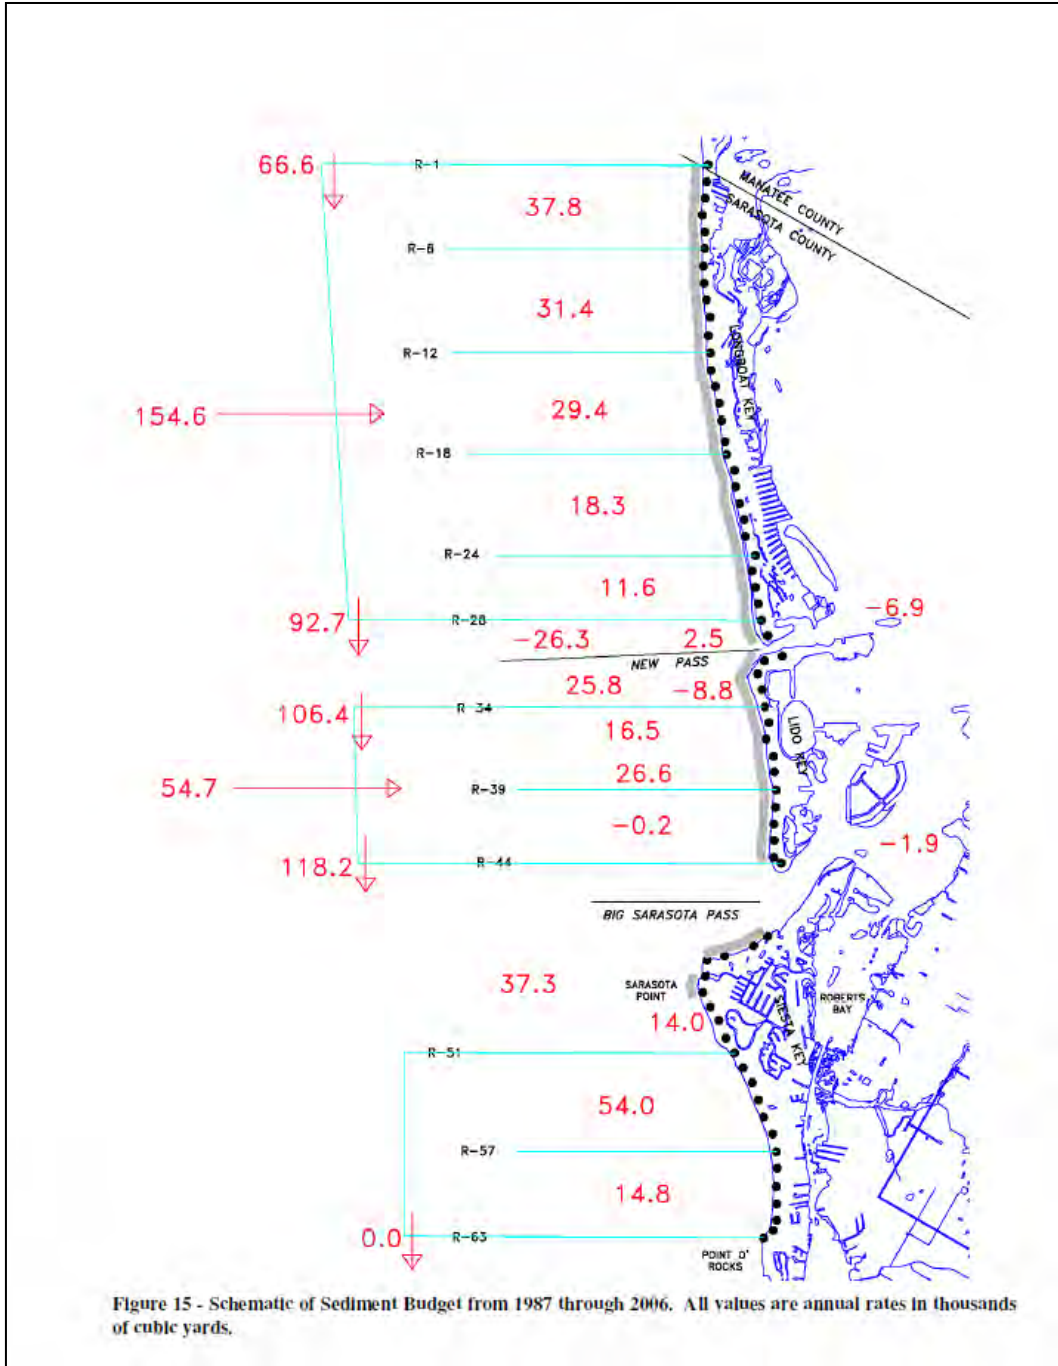 66.6
R-1
MANATEE COUNTY
SARASOTA COUNTY
37.8
R-6
31.4
LONGBOAT KEY
R-12
154.6
29.4
R-18
18.3
R-24
11.6
-6.9
92.7
R-28
-26.3
2.5
NEW PASS
25.8
-8.8
106.4
R-34
16.5
LIDO KEY
26.6
54.7
R-39
-0.2
-1.9
118.2
R-44
BIG SARASOTA PASS
37.3
SARASOTA
POINT
14.0
SIESTA KEY
ROBERTS
BAY
R-51
54.0
R-57
14.8
0.0
R-63
POINT O'
ROCKS
Figure 15 - Schematic of Sediment Budget from 1987 through 2006. All values are annual rates in thousands
of cubic yards.